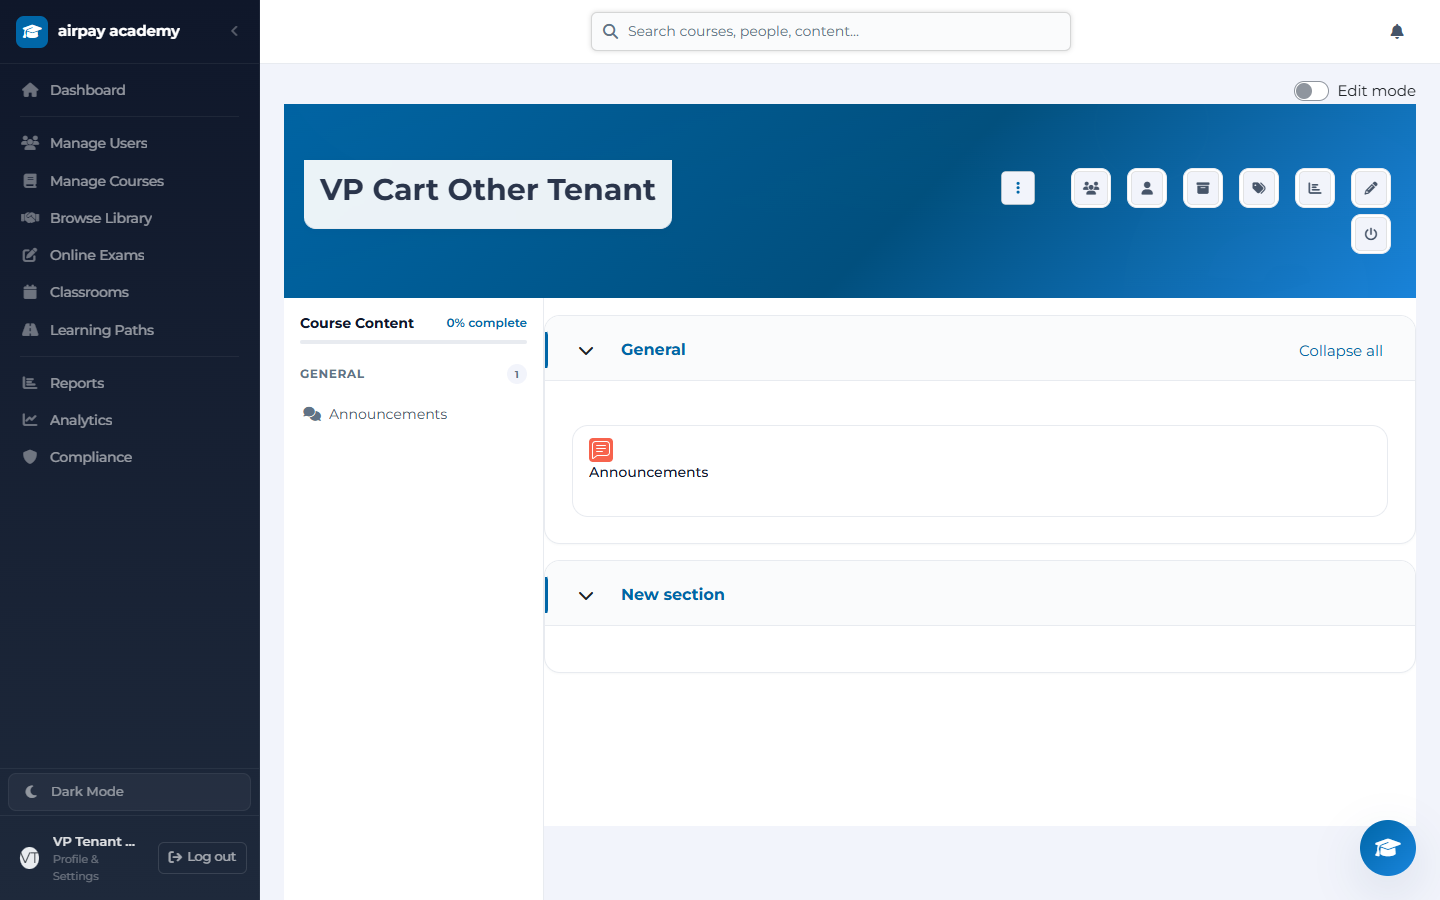 airpay academy
Search courses, people, content...
Dashboard
Manage Users
Manage Courses
Browse Library
Online Exams
Classrooms
Learning Paths
Reports
Analytics
Compliance
Dark Mode
VT
VP Tenant ...
Profile &
Settings
Log out
Edit mode
VP Cart Other Tenant
Course Content
0% complete
GENERAL
1
Announcements
General
Collapse all
Announcements
New section